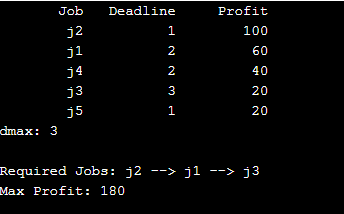 Job Deadline Profit
j2 1 100
j1 2 60
j4 2 40
j3 3 20
j5 1 20
dmax: 3
Required Jobs: j2 --> j1 --> j3
Max Profit: 180